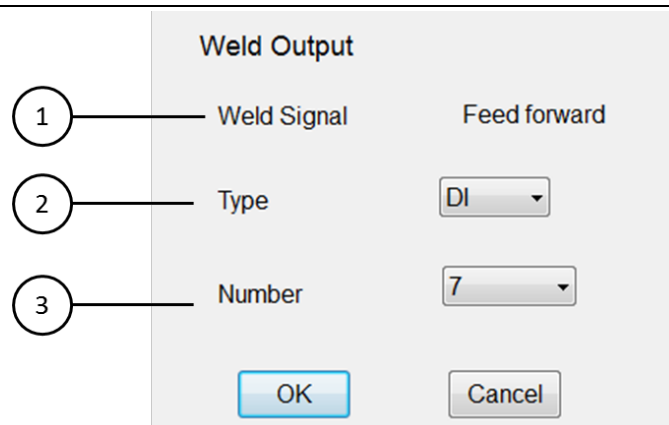 Weld Output
1 Weld Signal Feed forward
2 Type DI
3 Number 7
OK Cancel